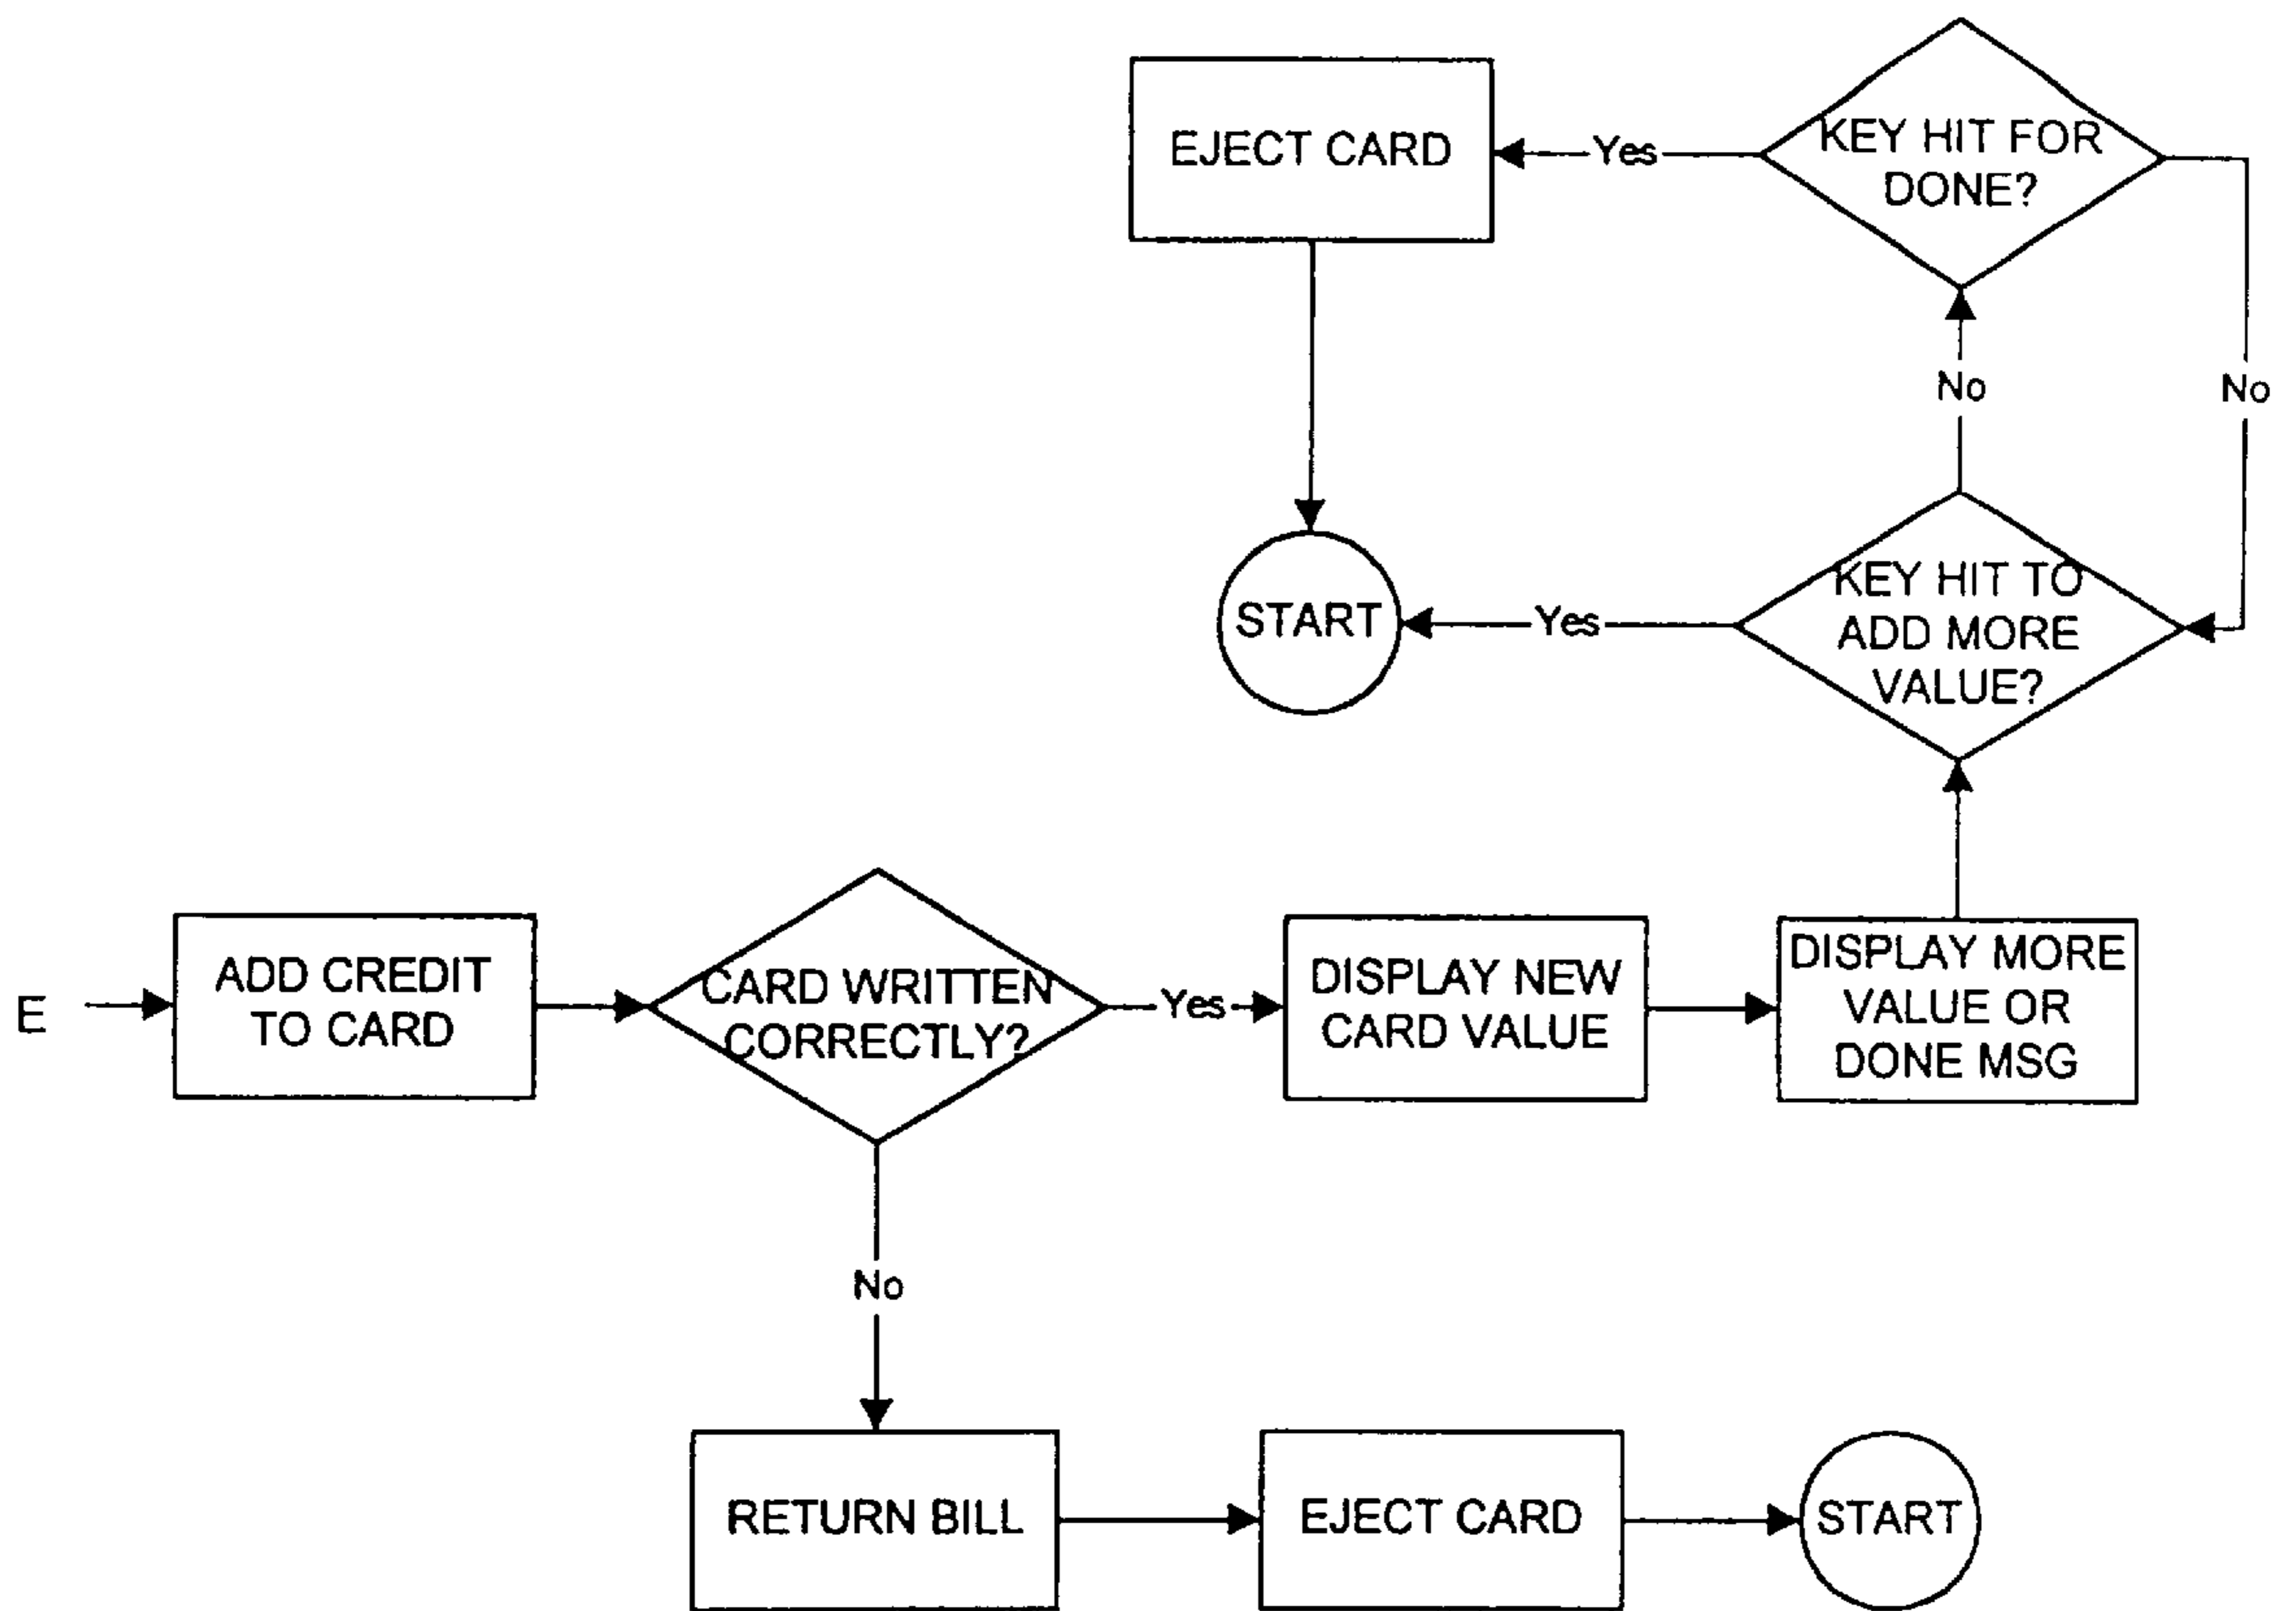 EJECT CARD
Yes
KEY HIT FOR
DONE?
No
No
START
Yes
KEY HIT TO
ADD MORE
VALUE?
E
ADD CREDIT
TO CARD
CARD WRITTEN
CORRECTLY?
Yes
DISPLAY NEW
CARD VALUE
DISPLAY MORE
VALUE OR
DONE MSG
No
RETURN BILL
EJECT CARD
START